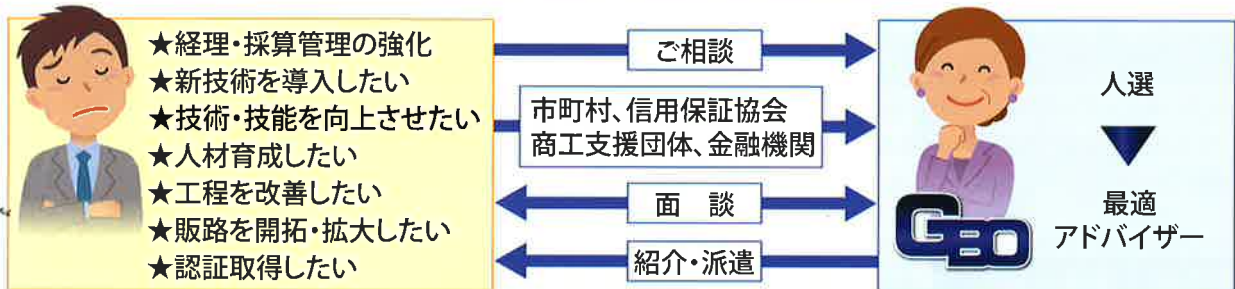 ★経理・採算管理の強化
★新技術を導入したい
★技術・技能を向上させたい
★人材育成したい
★工程を改善したい
★販路を開拓・拡大したい
★認証取得したい
ご相談
市町村、信用保証協会
商工支援団体、金融機関
面 談
紹介・派遣
人選
最適
アドバイザー
GBO